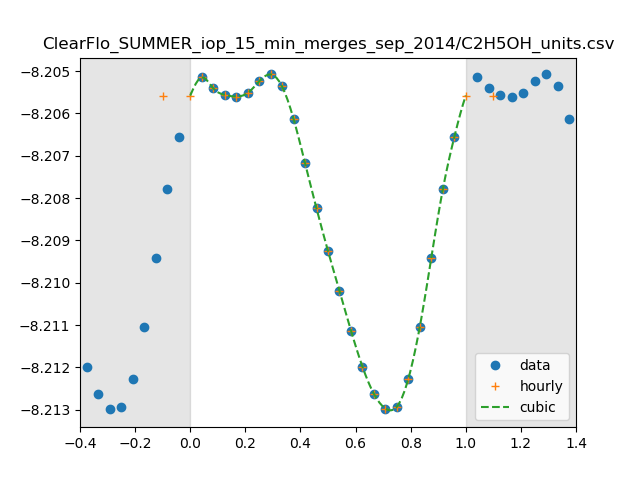 ClearFlo_SUMMER_iop_15_min_merges_sep_2014/C2H5OH_units.csv
−8.205
−8.206
−8.207
−8.208
−8.209
−8.210
−8.211
−8.212
−8.213
data
hourly
cubic
−0.4 −0.2 0.0 0.2 0.4 0.6 0.8 1.0 1.2 1.4